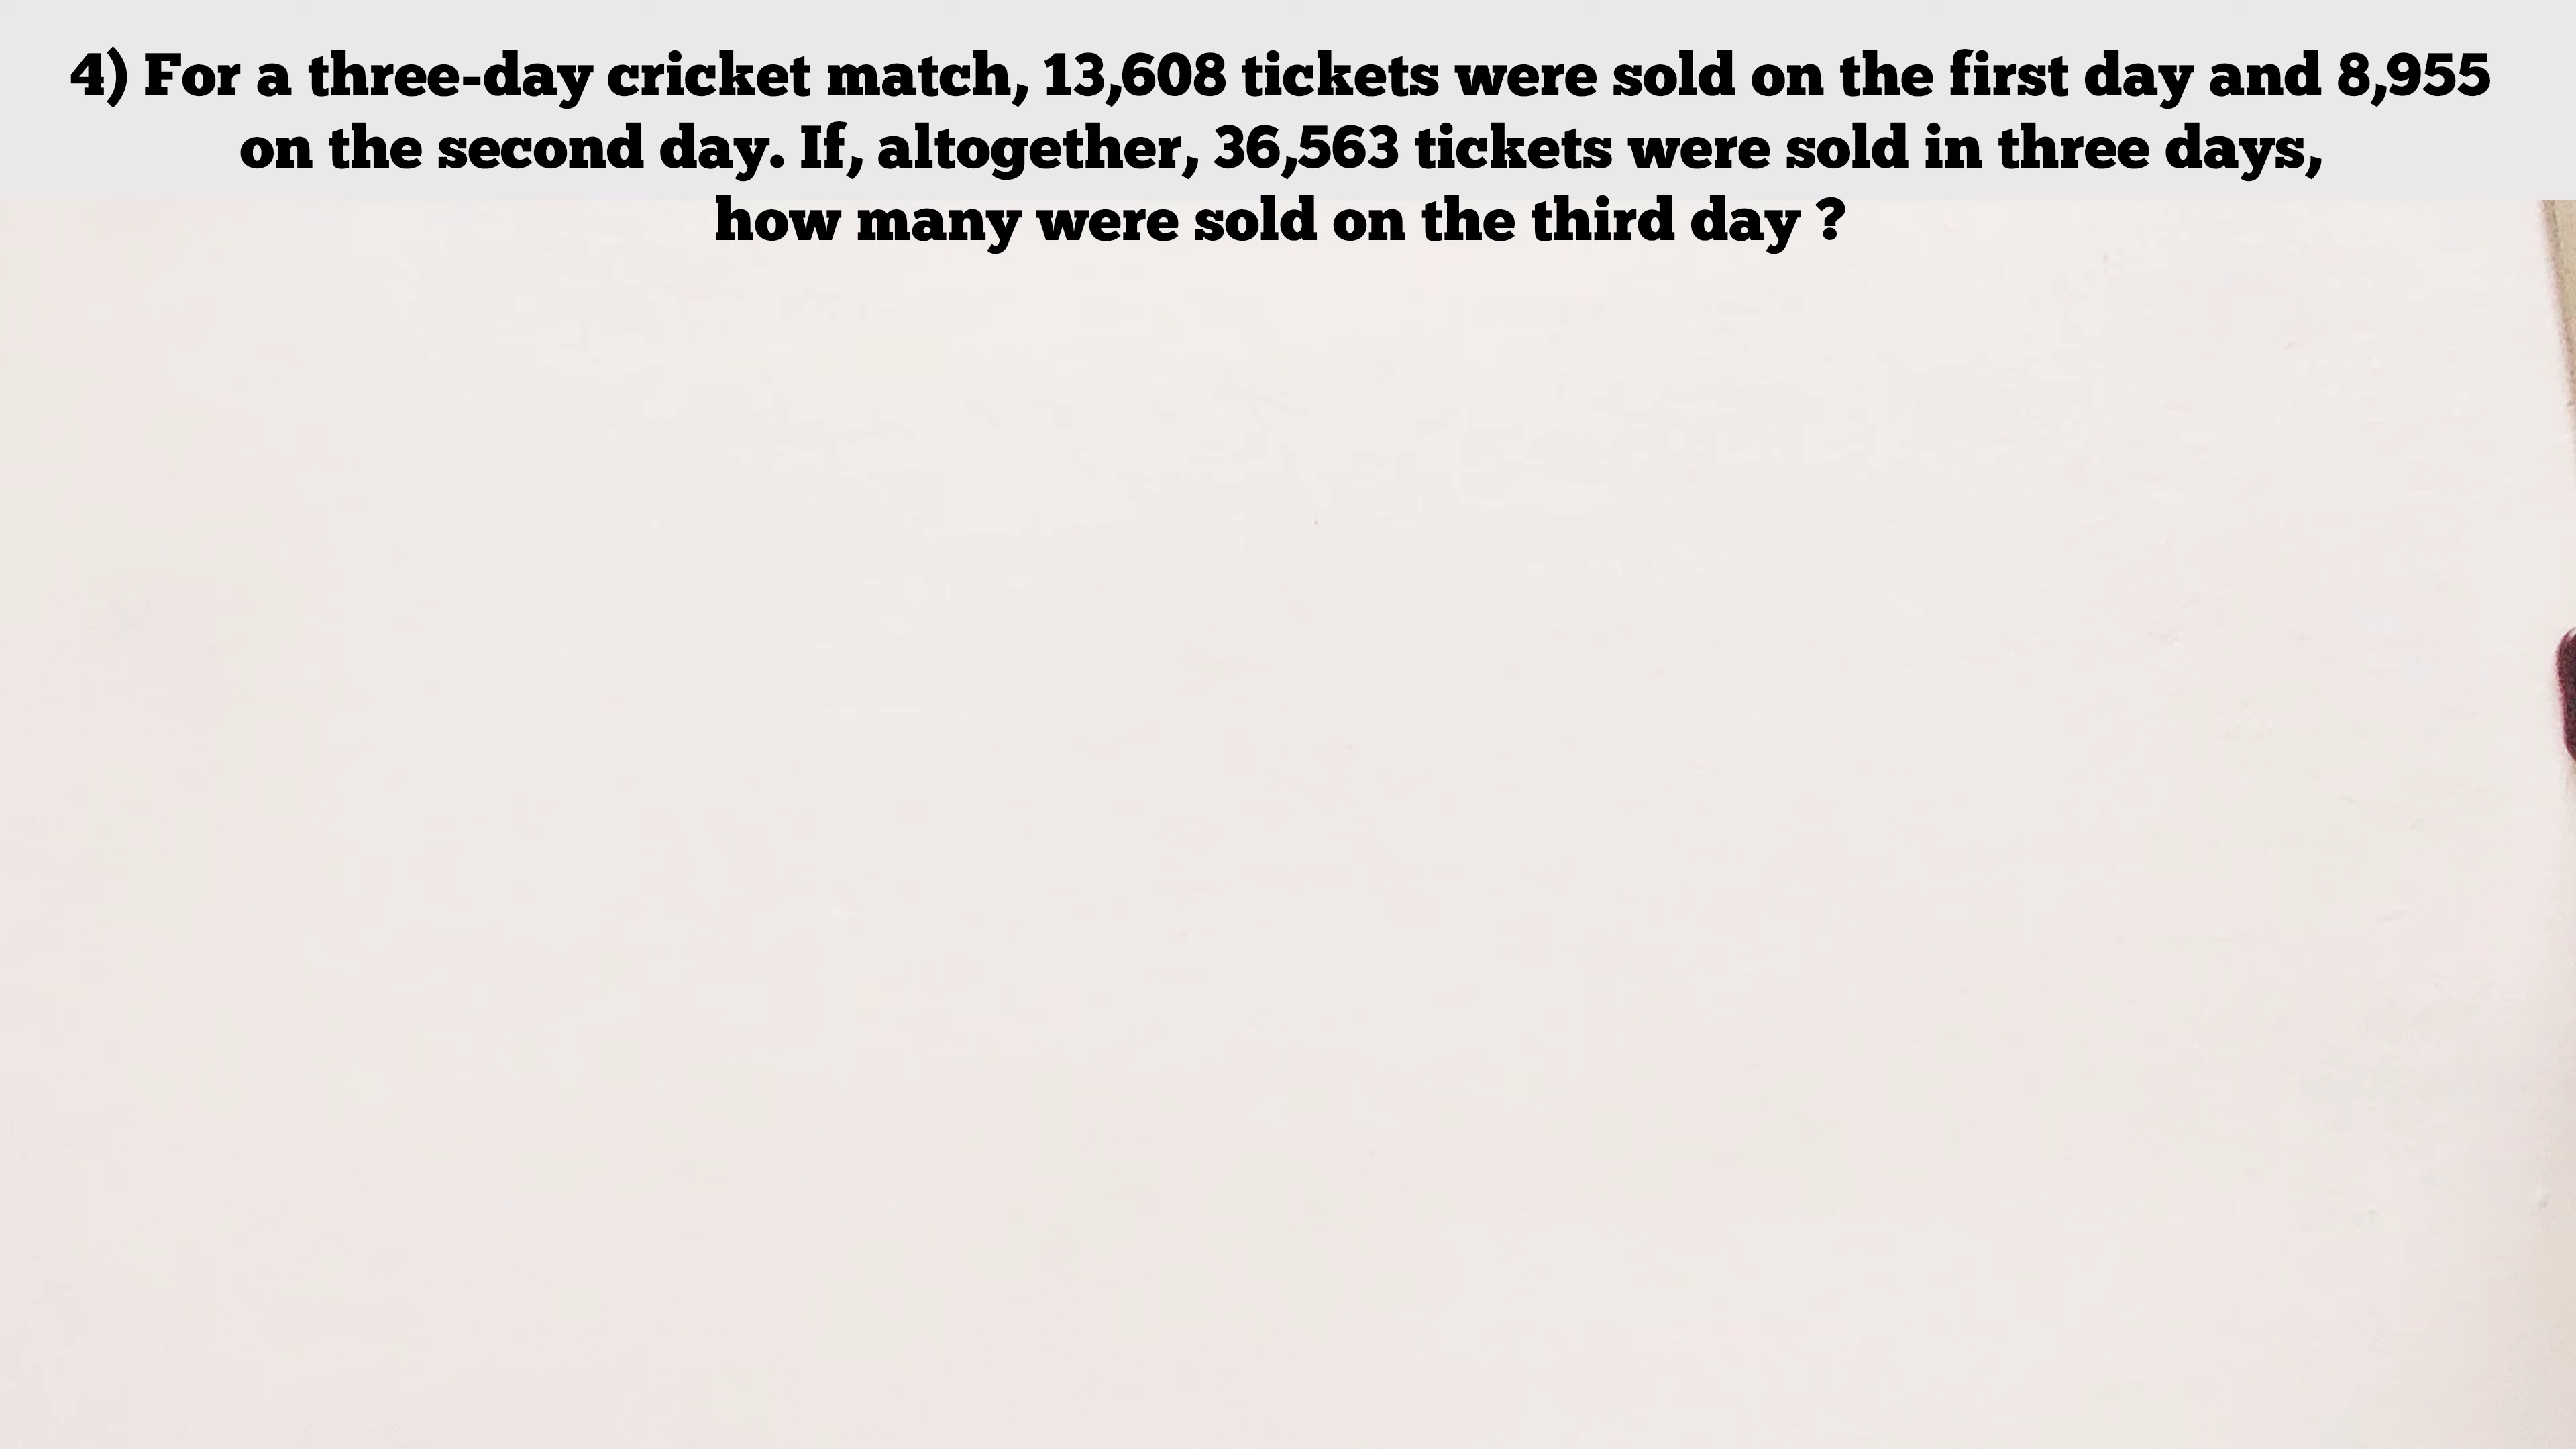 4) For a three-day cricket match, 13,608 tickets were sold on the first day and 8,955
on the second day. If, altogether, 36,563 tickets were sold in three days,
how many were sold on the third day ?